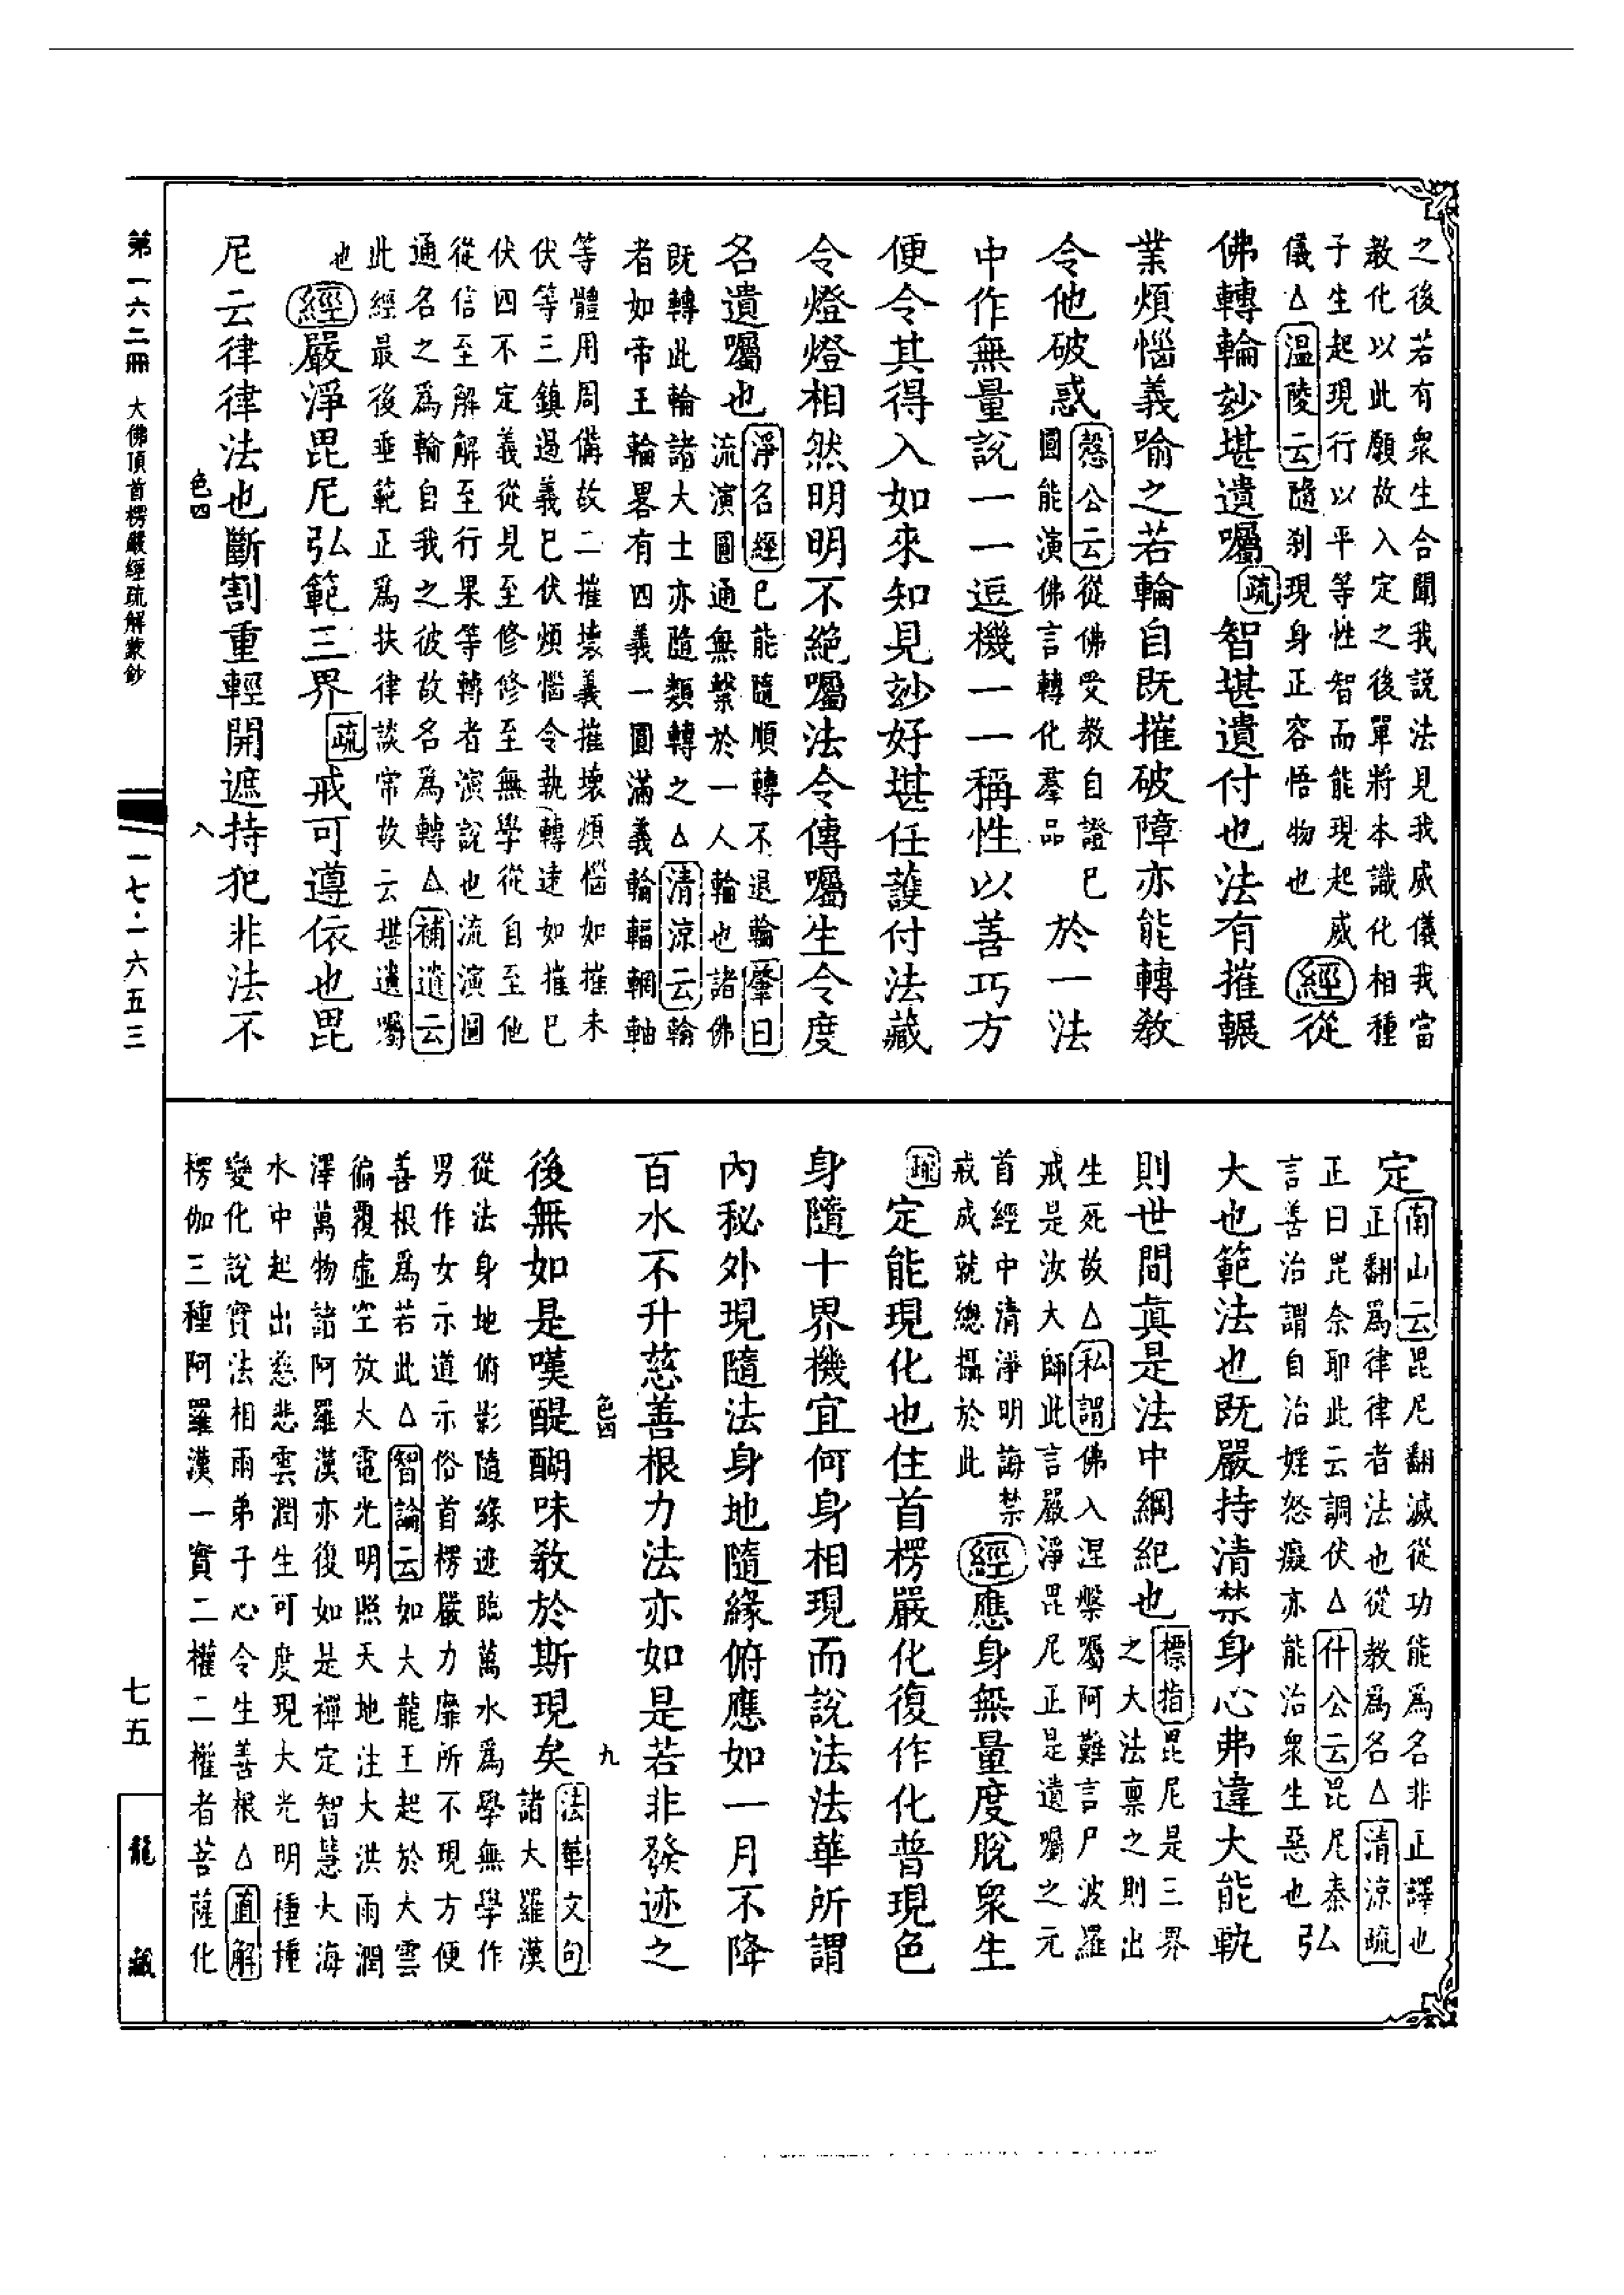 之後若有衆生合聞我説法見我威儀我當
教化以此願故入定之後單將本識化相種
子生起現行以平等性智而能現起威
儀△溫陵云隨刹現身正容悟物也
經從
佛轉輪玅堪遺囑疏智堪遺付也法有摧輾
業煩惱義喻之若輪自既摧破障亦能轉教
令他破惑
慤公云從佛受教自證已
圓能演佛言轉化羣品
於一法
中作無量説一一逗機一一稱性以善巧方
便令其得入如來知見玅好堪任護付法藏
令燈燈相然明明不絕囑法令傳囑生令度
名遺囑也
淨名經已能隨順轉不退輪肇曰
流演圓通無繫於一人輪也諸佛
既轉此輪諸大士亦隨類轉之△清涼云輪
者如帝王輪畧有四義一圓滿義輪輻輞軸
等體用周備故二摧壞義摧壞煩惱如摧未
伏等三鎮遏義已伏煩惱令執轉遠如摧已
伏四不定義從見至修修至無學從自至他
從信至解解至行果等轉者演説也流演圓
通名之爲輪自我之彼故名爲轉△補遺云
此經最後垂範正爲扶律談常故云堪遺囑
也
經嚴淨毘尼弘範三界疏戒可遵依也毘
尼云律律法也斷割重輕開遮持犯非法不
色四
八
定
南山云毘尼翻滅從功能爲名非正譯也
正翻爲律律者法也從教爲名△清涼疏
正曰毘奈耶此云調伏△什公云毘尼秦
言善治謂自治婬怒癡亦能治衆生惡也
弘
大也範法也既嚴持清禁身心弗違大能軌
則世間真是法中綱紀也
標指毘尼是三界
之大法禀之則出
生死故△私謂佛入涅槃囑阿難言尸波羅
戒是汝大師此言嚴淨毘尼正是遺囑之元
首經中清淨明誨禁
戒成就總攝於此
經應身無量度脫衆生
疏定能現化也住首楞嚴化復作化普現色
身隨十界機宜何身相現而説法法華所謂
內秘外現隨法身地隨緣俯應如一月不降
百水不升慈善根力法亦如是若非發迹之
後無如是嘆醍醐味教於斯現矣
色四
九
法華文句
諸大羅漢
從法身地俯影隨緣迹臨萬水爲學無學作
男作女示道示俗首楞嚴力靡所不現方便
善根爲若此△智論云如大龍王起於大雲
徧覆虛空放大電光明照天地注大洪雨潤
澤萬物諸阿羅漢亦復如是禪定智慧大海
水中起出慈悲雲潤生可度現大光明種種
變化説實法相雨弟子心令生善根△直解
楞伽三種阿羅漢一實二權二權者菩薩化
第一六二冊　大佛頂首楞嚴經疏解蒙鈔
一七·一六五三
七五
龍藏